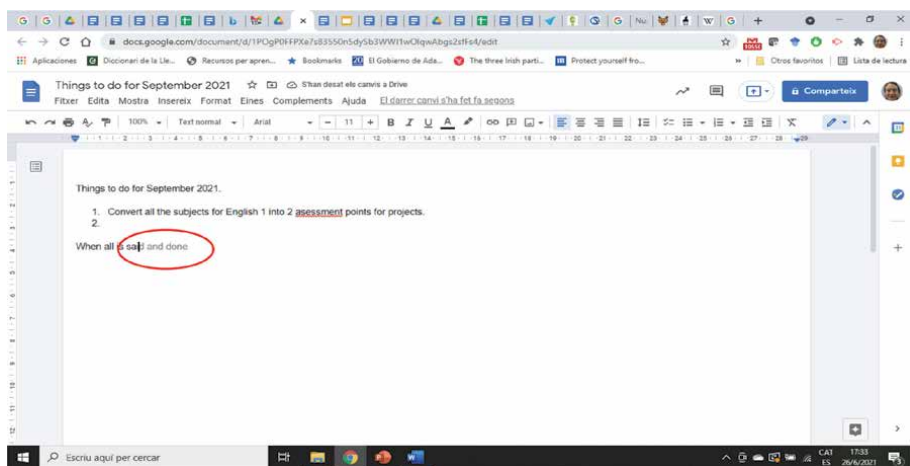 Nu
docs.google.com/document/d/1POgP0FFPXe7s83S50n5dySb3WWI1wOlqwAbgs2sfFs4/edit
Aplicaciones Diccionari de la Lle... Recursos per apren... Bookmarks El Gobierno de Ada... The three Irish parti... Protect yourself fro... » Otros favoritos Lista de lectura
Things to do for September 2021 S'han desat els canvis a Drive
Fitxer Edita Mostra Insereix Format Eines Complements Ajuda El darrer canvi s'ha fet fa segons
Comparteix
100% Text normal Arial - 11 + B I U A
Things to do for September 2021.
1. Convert all the subjects for English 1 into 2 asessment points for projects.
2.
When all is said and done
Escriu aquí per cercar
CAT 17:33
ES 26/6/2021